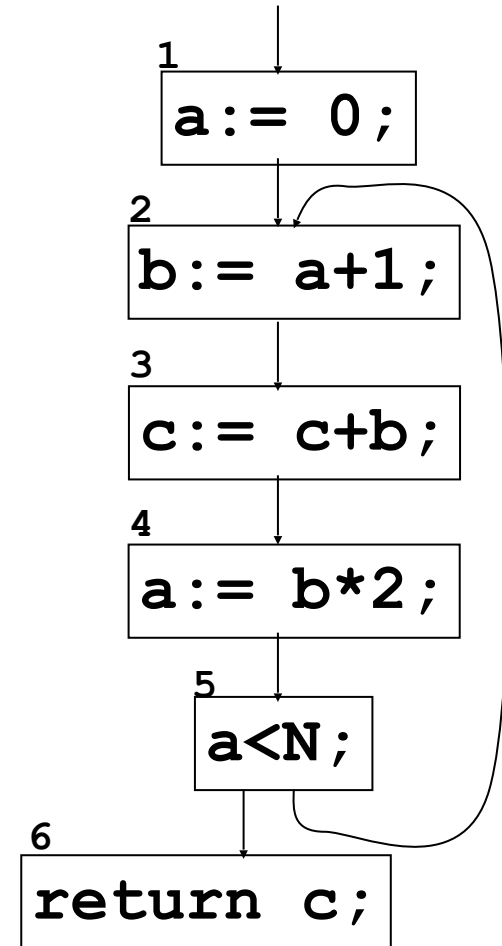 1
a:= 0;
2
b:= a+1;
3
c:= c+b;
4
a:= b*2;
5
a<N;
6
return c;